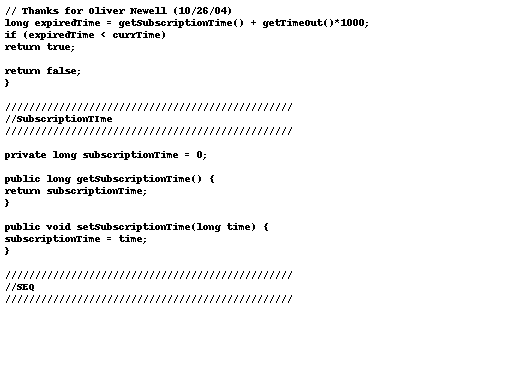 // Thanks for Oliver Newell (10/26/04)
long expiredTime = getSubscriptionTime() + getTimeOut()*1000;
if (expiredTime < currTime)
return true;

return false;
}

////////////////////////////////////////////////
//SubscriptionTIme
////////////////////////////////////////////////

private long subscriptionTime = 0;

public long getSubscriptionTime() {
return subscriptionTime;
}

public void setSubscriptionTime(long time) {
subscriptionTime = time;
}

////////////////////////////////////////////////
//SEQ
////////////////////////////////////////////////